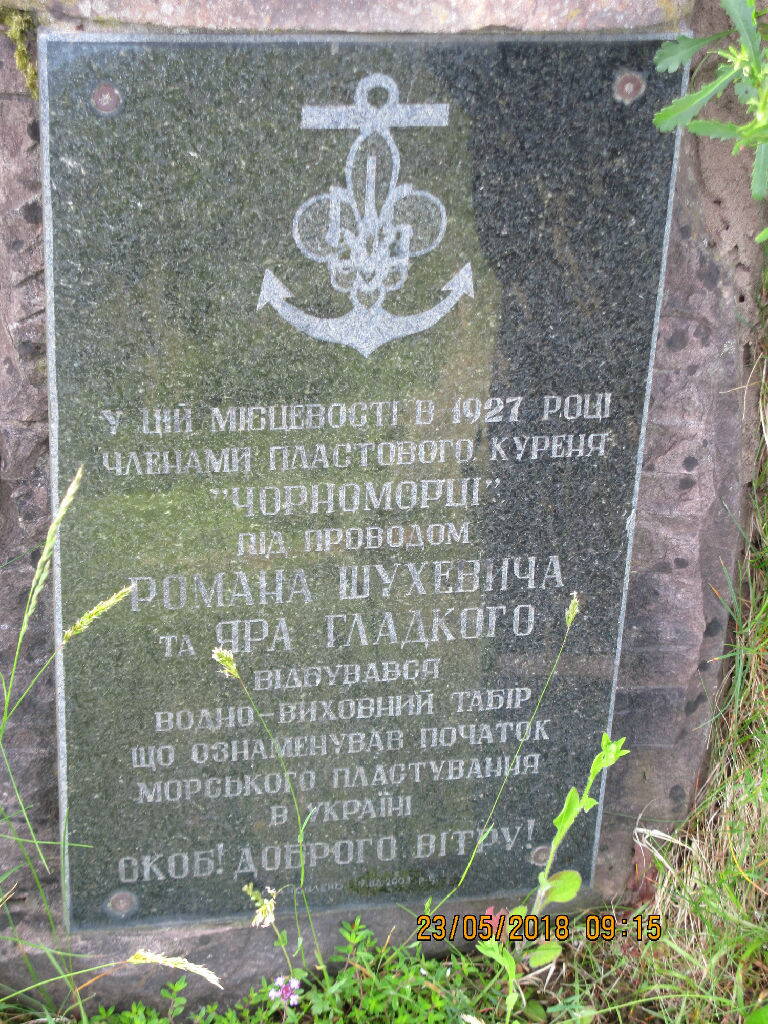 У ЦІЙ МІСЦЕВОСТІ В 1927 РОЦІ
ЧЛЕНАМИ ПЛАСТОВОГО КУРЕНЯ
"ЧОРНОМОРЦІ"
ПІД ПРОВОДОМ
РОМАНА ШУХЕВИЧА
ТА ЯРА ГЛАДКОГО
ВІДБУВАВСЯ
ВОДНО-ВИХОВНИЙ ТАБІР
ЩО ОЗНАМЕНУВАВ ПОЧАТОК
МОРСЬКОГО ПЛАСТУВАННЯ
В УКРАЇНІ
СКОБ! ДОБРОГО ВІТРУ!
23/05/2018 09:15